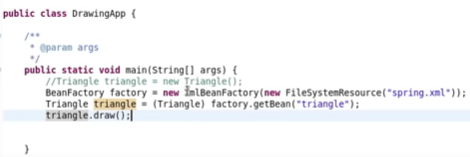 public class DrawingApp {
/**
* @param args
*/
public static void main(String[] args) {
//Triangle triangle = new Triangle();
BeanFactory factory = new XmlBeanFactory(new FileSystemResource("spring.xml"));
Triangle triangle = (Triangle) factory.getBean("triangle");
triangle.draw();
}